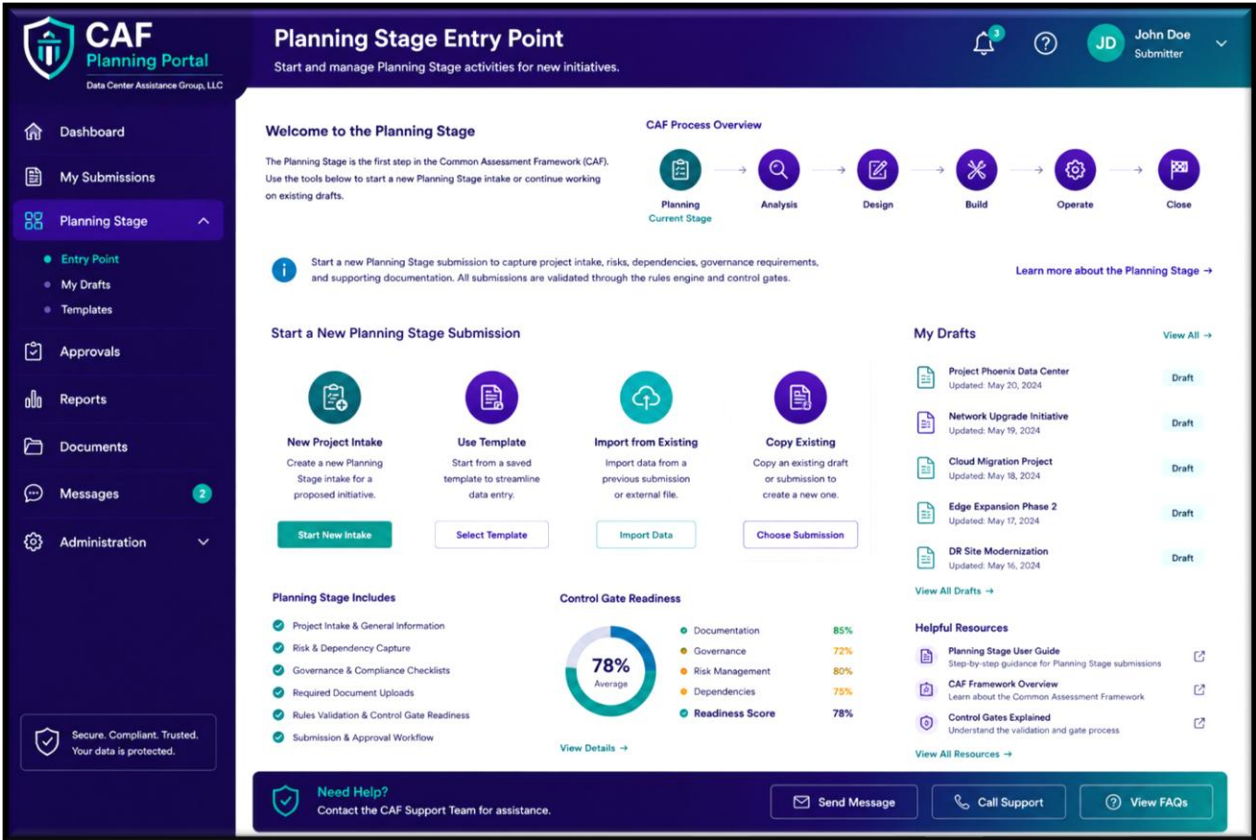 CAF
Planning Portal
Data Center Assistance Group, LLC
Planning Stage Entry Point
Start and manage Planning Stage activities for new initiatives.
3
?
JD
John Doe
Submitter
Dashboard
My Submissions
Planning Stage
Entry Point
My Drafts
Templates
Approvals
Reports
Documents
Messages
2
Administration
Secure. Compliant. Trusted.
Your data is protected.
Welcome to the Planning Stage
The Planning Stage is the first step in the Common Assessment Framework (CAF).
Use the tools below to start a new Planning Stage intake or continue working
on existing drafts.
CAF Process Overview
Planning
Current Stage
Analysis
Design
Build
Operate
Close
i
Start a new Planning Stage submission to capture project intake, risks, dependencies, governance requirements,
and supporting documentation. All submissions are validated through the rules engine and control gates.
Learn more about the Planning Stage →
Start a New Planning Stage Submission
New Project Intake
Create a new Planning
Stage intake for a
proposed initiative.
Start New Intake
Use Template
Start from a saved
template to streamline
data entry.
Select Template
Import from Existing
Import data from a
previous submission
or external file.
Import Data
Copy Existing
Copy an existing draft
or submission to
create a new one.
Choose Submission
My Drafts
View All →
Project Phoenix Data Center
Updated: May 20, 2024
Draft
Network Upgrade Initiative
Updated: May 19, 2024
Draft
Cloud Migration Project
Updated: May 18, 2024
Draft
Edge Expansion Phase 2
Updated: May 17, 2024
Draft
DR Site Modernization
Updated: May 16, 2024
Draft
View All Drafts →
Planning Stage Includes
Project Intake & General Information
Risk & Dependency Capture
Governance & Compliance Checklists
Required Document Uploads
Rules Validation & Control Gate Readiness
Submission & Approval Workflow
Control Gate Readiness
78%
Average
Documentation 85%
Governance 72%
Risk Management 80%
Dependencies 75%
Readiness Score 78%
View Details →
Helpful Resources
Planning Stage User Guide
Step-by-step guidance for Planning Stage submissions
CAF Framework Overview
Learn about the Common Assessment Framework
Control Gates Explained
Understand the validation and gate process
View All Resources →
Need Help?
Contact the CAF Support Team for assistance.
Send Message
Call Support
? View FAQs